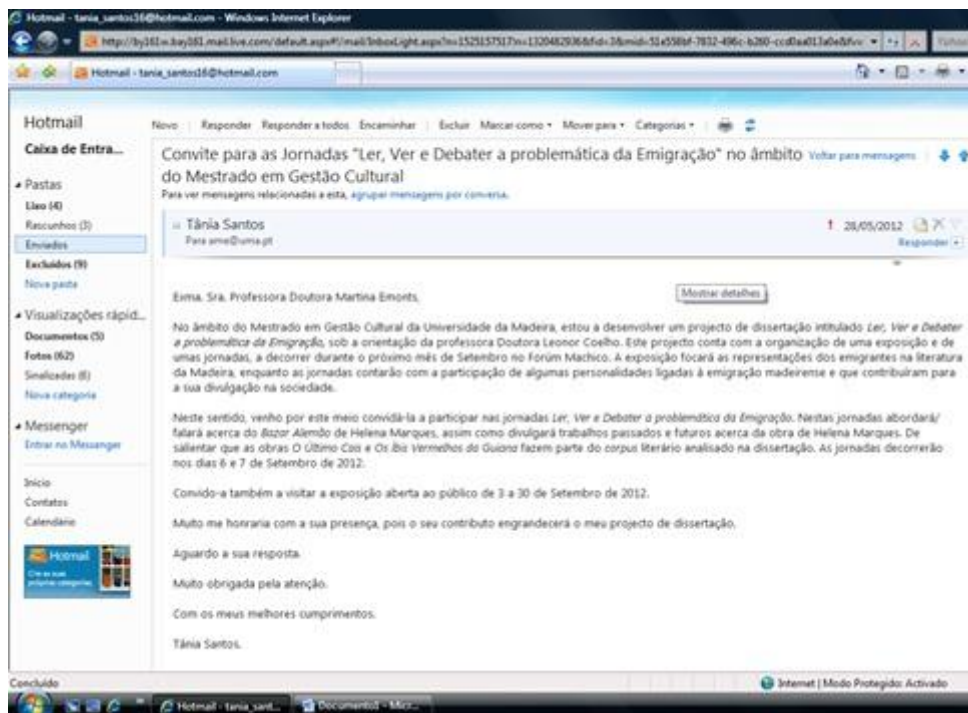 Hotmail - tania_santos16@hotmail.com - Windows Internet Explorer
Hotmail - tania_santos16@hotmail.com
Hotmail
Novo
Responder
Responder a todos
Encaminhar
Excluir
Marcar como
Mover para
Categorias
Caixa de Entra...
Convite para as Jornadas "Ler, Ver e Debater a problemática da Emigração" no âmbito
do Mestrado em Gestão Cultural
Voltar para mensagens
Para ver mensagens relacionadas a esta, agrupar mensagens por conversa.
Pastas
Lixo (4)
Rascunhos (3)
Enviados
Excluídos (9)
Nova pasta
Visualizações rápid...
Documentos (5)
Fotos (62)
Sinalizados (6)
Nova categoria
Messenger
Entrar no Messenger
Início
Contatos
Calendário
Hotmail
Tânia Santos
Para ame@uma.pt
28/05/2012
Responder
Mostrar detalhes
Exma. Sra. Professora Doutora Martina Emonts,
No âmbito do Mestrado em Gestão Cultural da Universidade da Madeira, estou a desenvolver um projecto de dissertação intitulado Ler, Ver e Debater
a problemática da Emigração, sob a orientação da professora Doutora Leonor Coelho. Este projecto conta com a organização de uma exposição e de
umas jornadas, a decorrer durante o próximo mês de Setembro no Forúm Machico. A exposição focará as representações dos emigrantes na literatura
da Madeira, enquanto as jornadas contarão com a participação de algumas personalidades ligadas à emigração madeirense e que contribuíram para
a sua divulgação na sociedade.
Neste sentido, venho por este meio convidá-la a participar nas jornadas Ler, Ver e Debater a problemática da Emigração. Nestas jornadas abordará/
falará acerca do Bazar Alemão de Helena Marques, assim como divulgará trabalhos passados e futuros acerca da obra de Helena Marques. De
salientar que as obras O Último Cais e Os Íbis Vermelhos da Guiana fazem parte do corpus literário analisado na dissertação. As jornadas decorrerão
nos dias 6 e 7 de Setembro de 2012.
Convido-a também a visitar a exposição aberta ao público de 3 a 30 de Setembro de 2012.
Muito me honraria com a sua presença, pois o seu contributo engrandecerá o meu projecto de dissertação.
Aguardo a sua resposta.
Muito obrigada pela atenção.
Com os meus melhores cumprimentos.
Tânia Santos.
Concluído
Internet | Modo Protegido: Activado
Hotmail - tania_sant...
Documento1 - Micr...